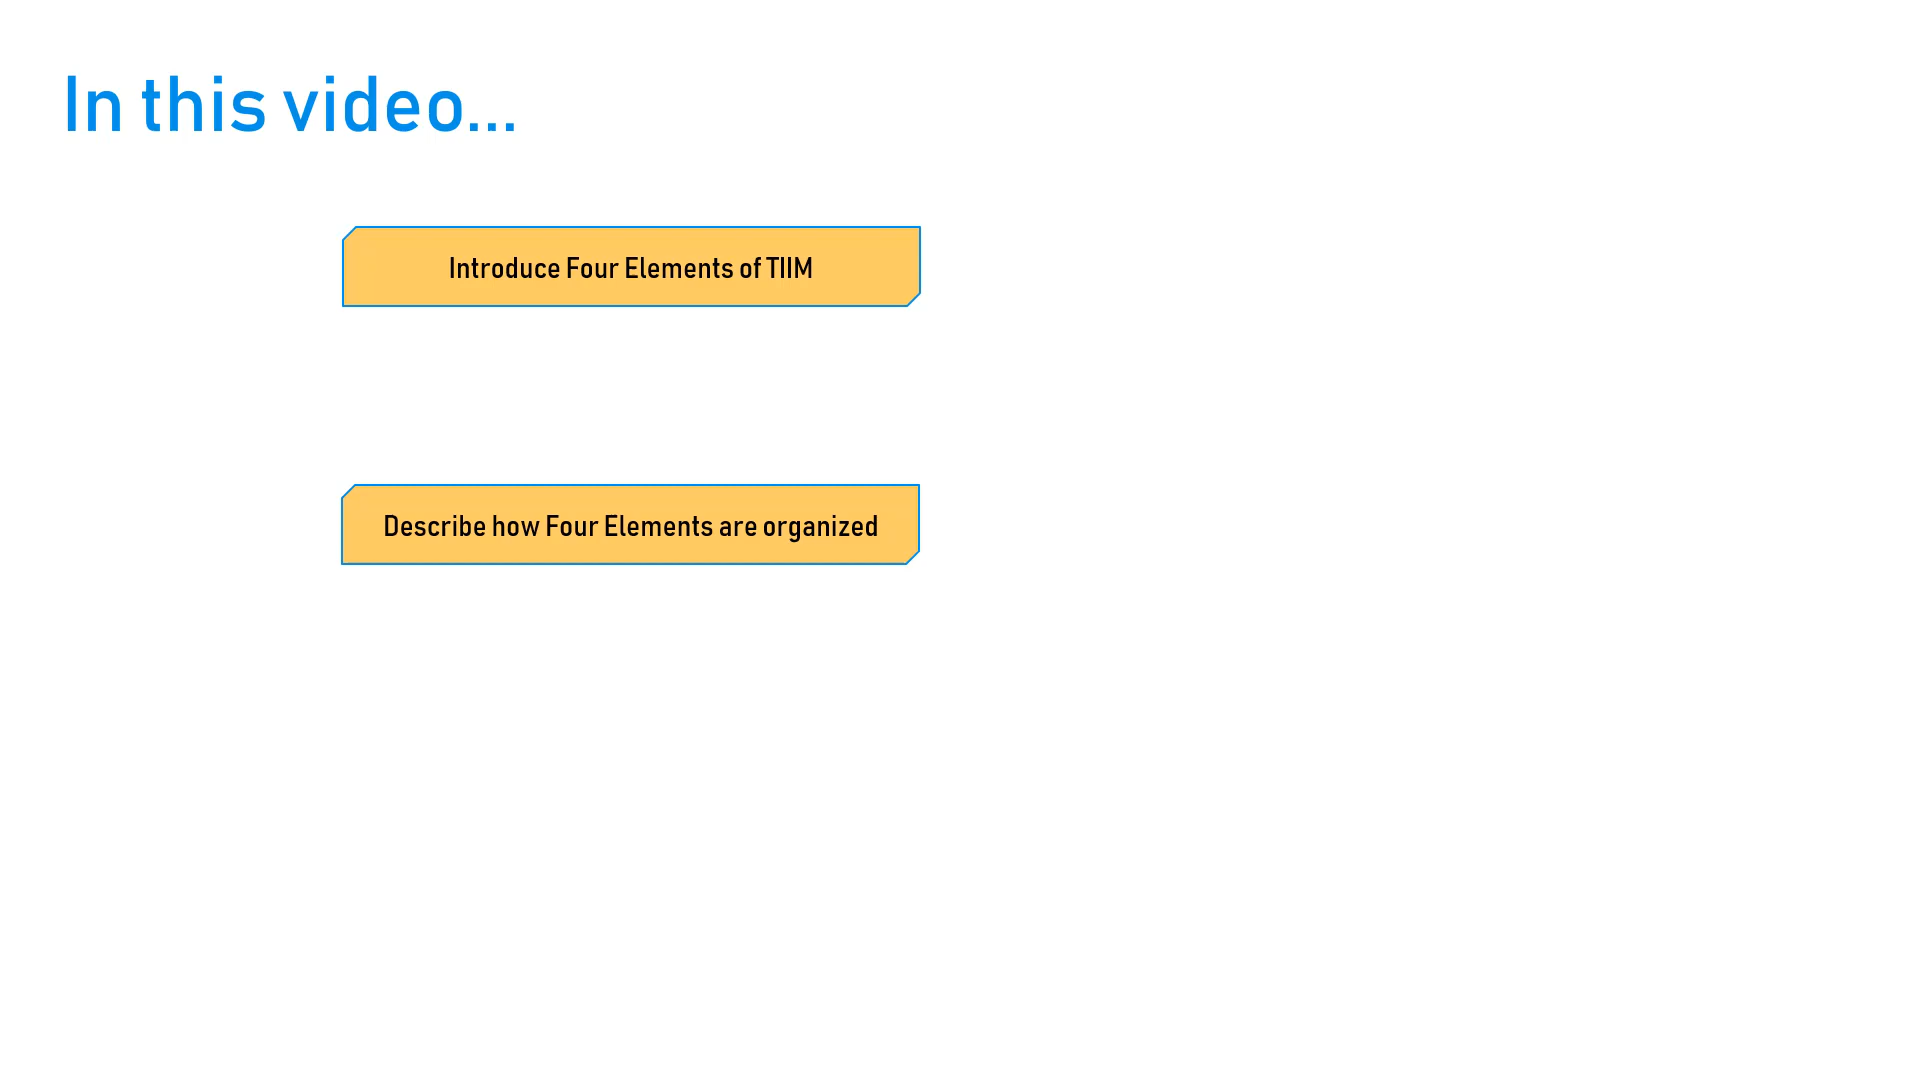 In this video...
Introduce Four Elements of TIIM
Describe how Four Elements are organized